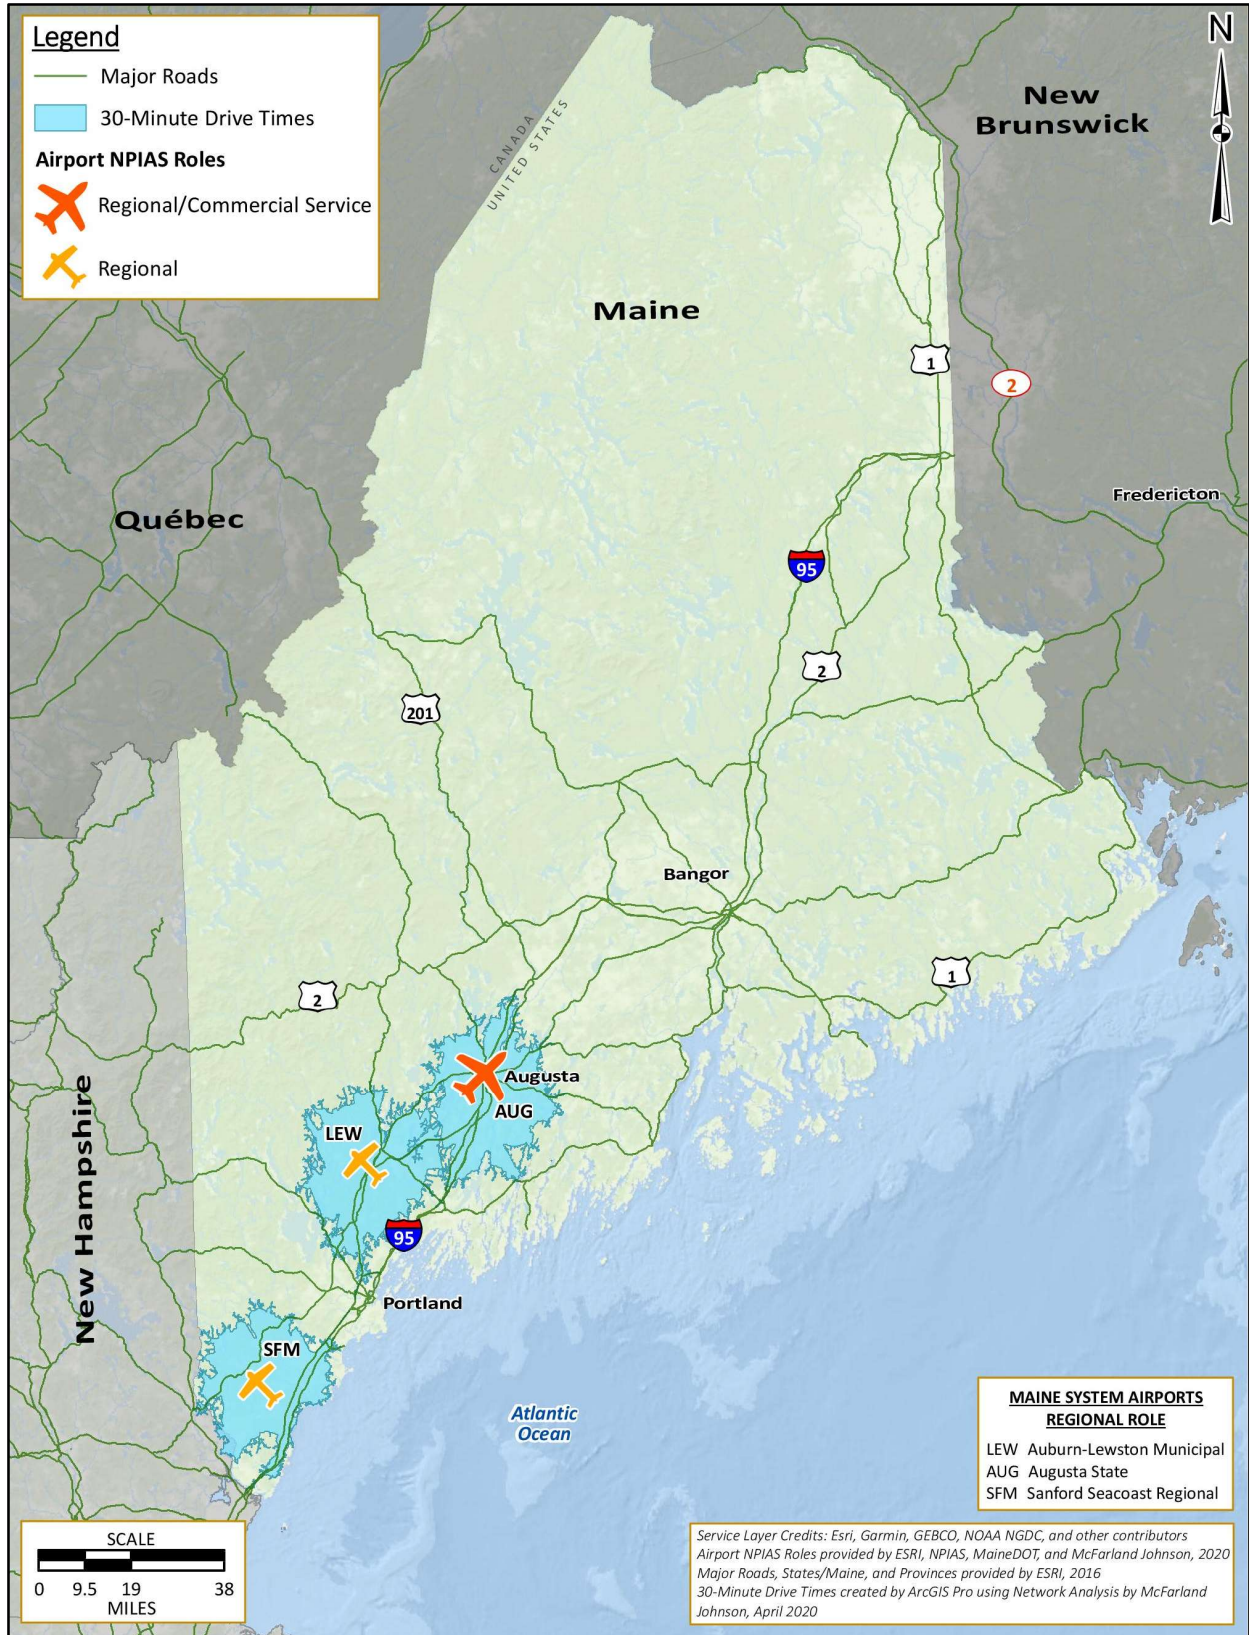 Legend
Major Roads
30-Minute Drive Times
Airport NPIAS Roles
Regional/Commercial Service
Regional
N
New
Brunswick
CANADA
UNITED STATES
Maine
1
2
Fredericton
Québec
95
2
201
Bangor
1
2
Augusta
AUG
LEW
New Hampshire
95
Portland
SFM
Atlantic
Ocean
MAINE SYSTEM AIRPORTS
REGIONAL ROLE
LEW Auburn-Lewston Municipal
AUG Augusta State
SFM Sanford Seacoast Regional
SCALE
0 9.5 19 38
MILES
Service Layer Credits: Esri, Garmin, GEBCO, NOAA NGDC, and other contributors
Airport NPIAS Roles provided by ESRI, NPIAS, MaineDOT, and McFarland Johnson, 2020
Major Roads, States/Maine, and Provinces provided by ESRI, 2016
30-Minute Drive Times created by ArcGIS Pro using Network Analysis by McFarland
Johnson, April 2020